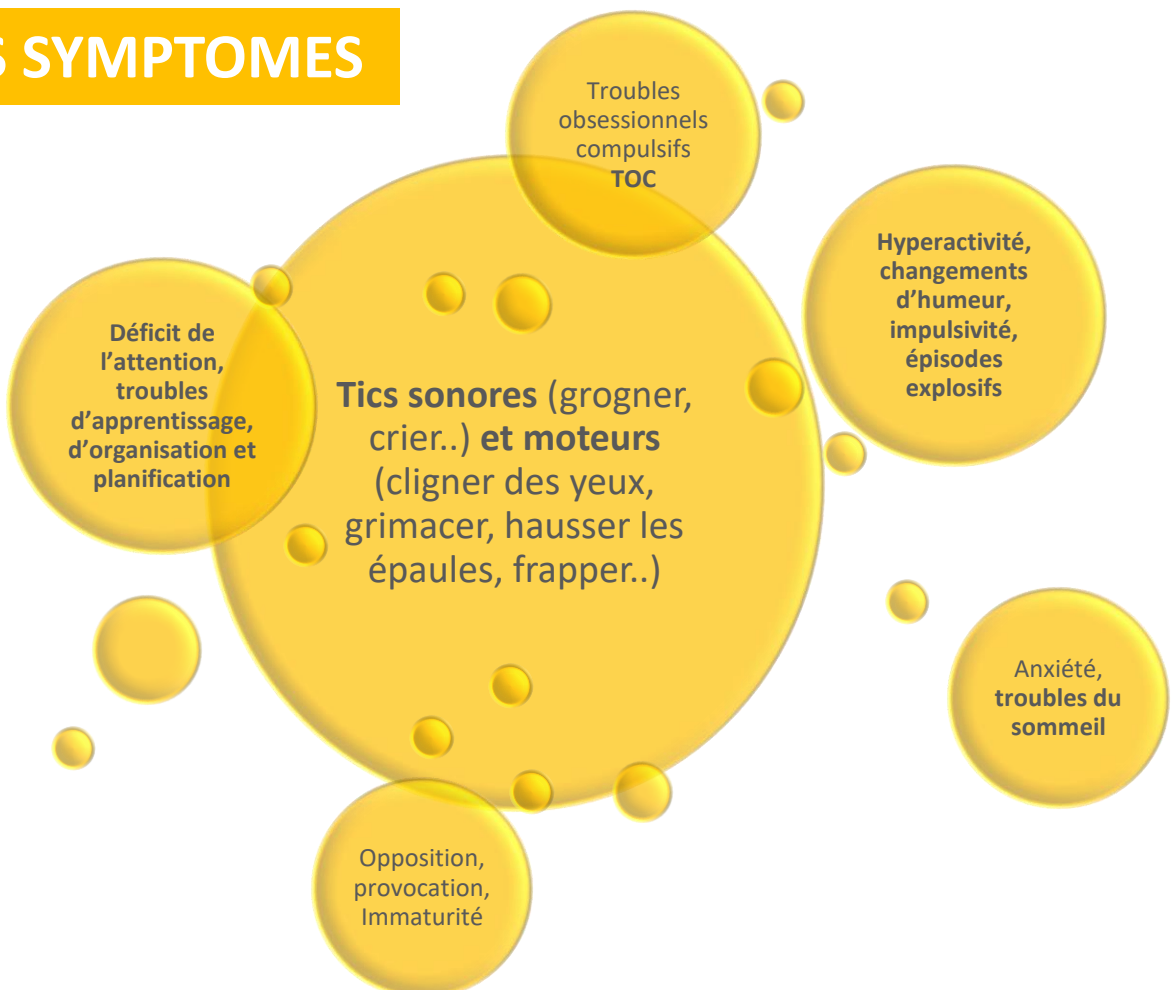 S SYMPTOMES
Troubles
obsessionnels
compulsifs
TOC
Hyperactivité,
changements
d'humeur,
impulsivité,
épisodes
explosifs
Déficit de
l'attention,
troubles
d'apprentissage,
d'organisation et
planification
Tics sonores (grogner,
crier..) et moteurs
(cligner des yeux,
grimacer, hausser les
épaules, frapper..)
Anxiété,
troubles du
sommeil
Opposition,
provocation,
Immaturité